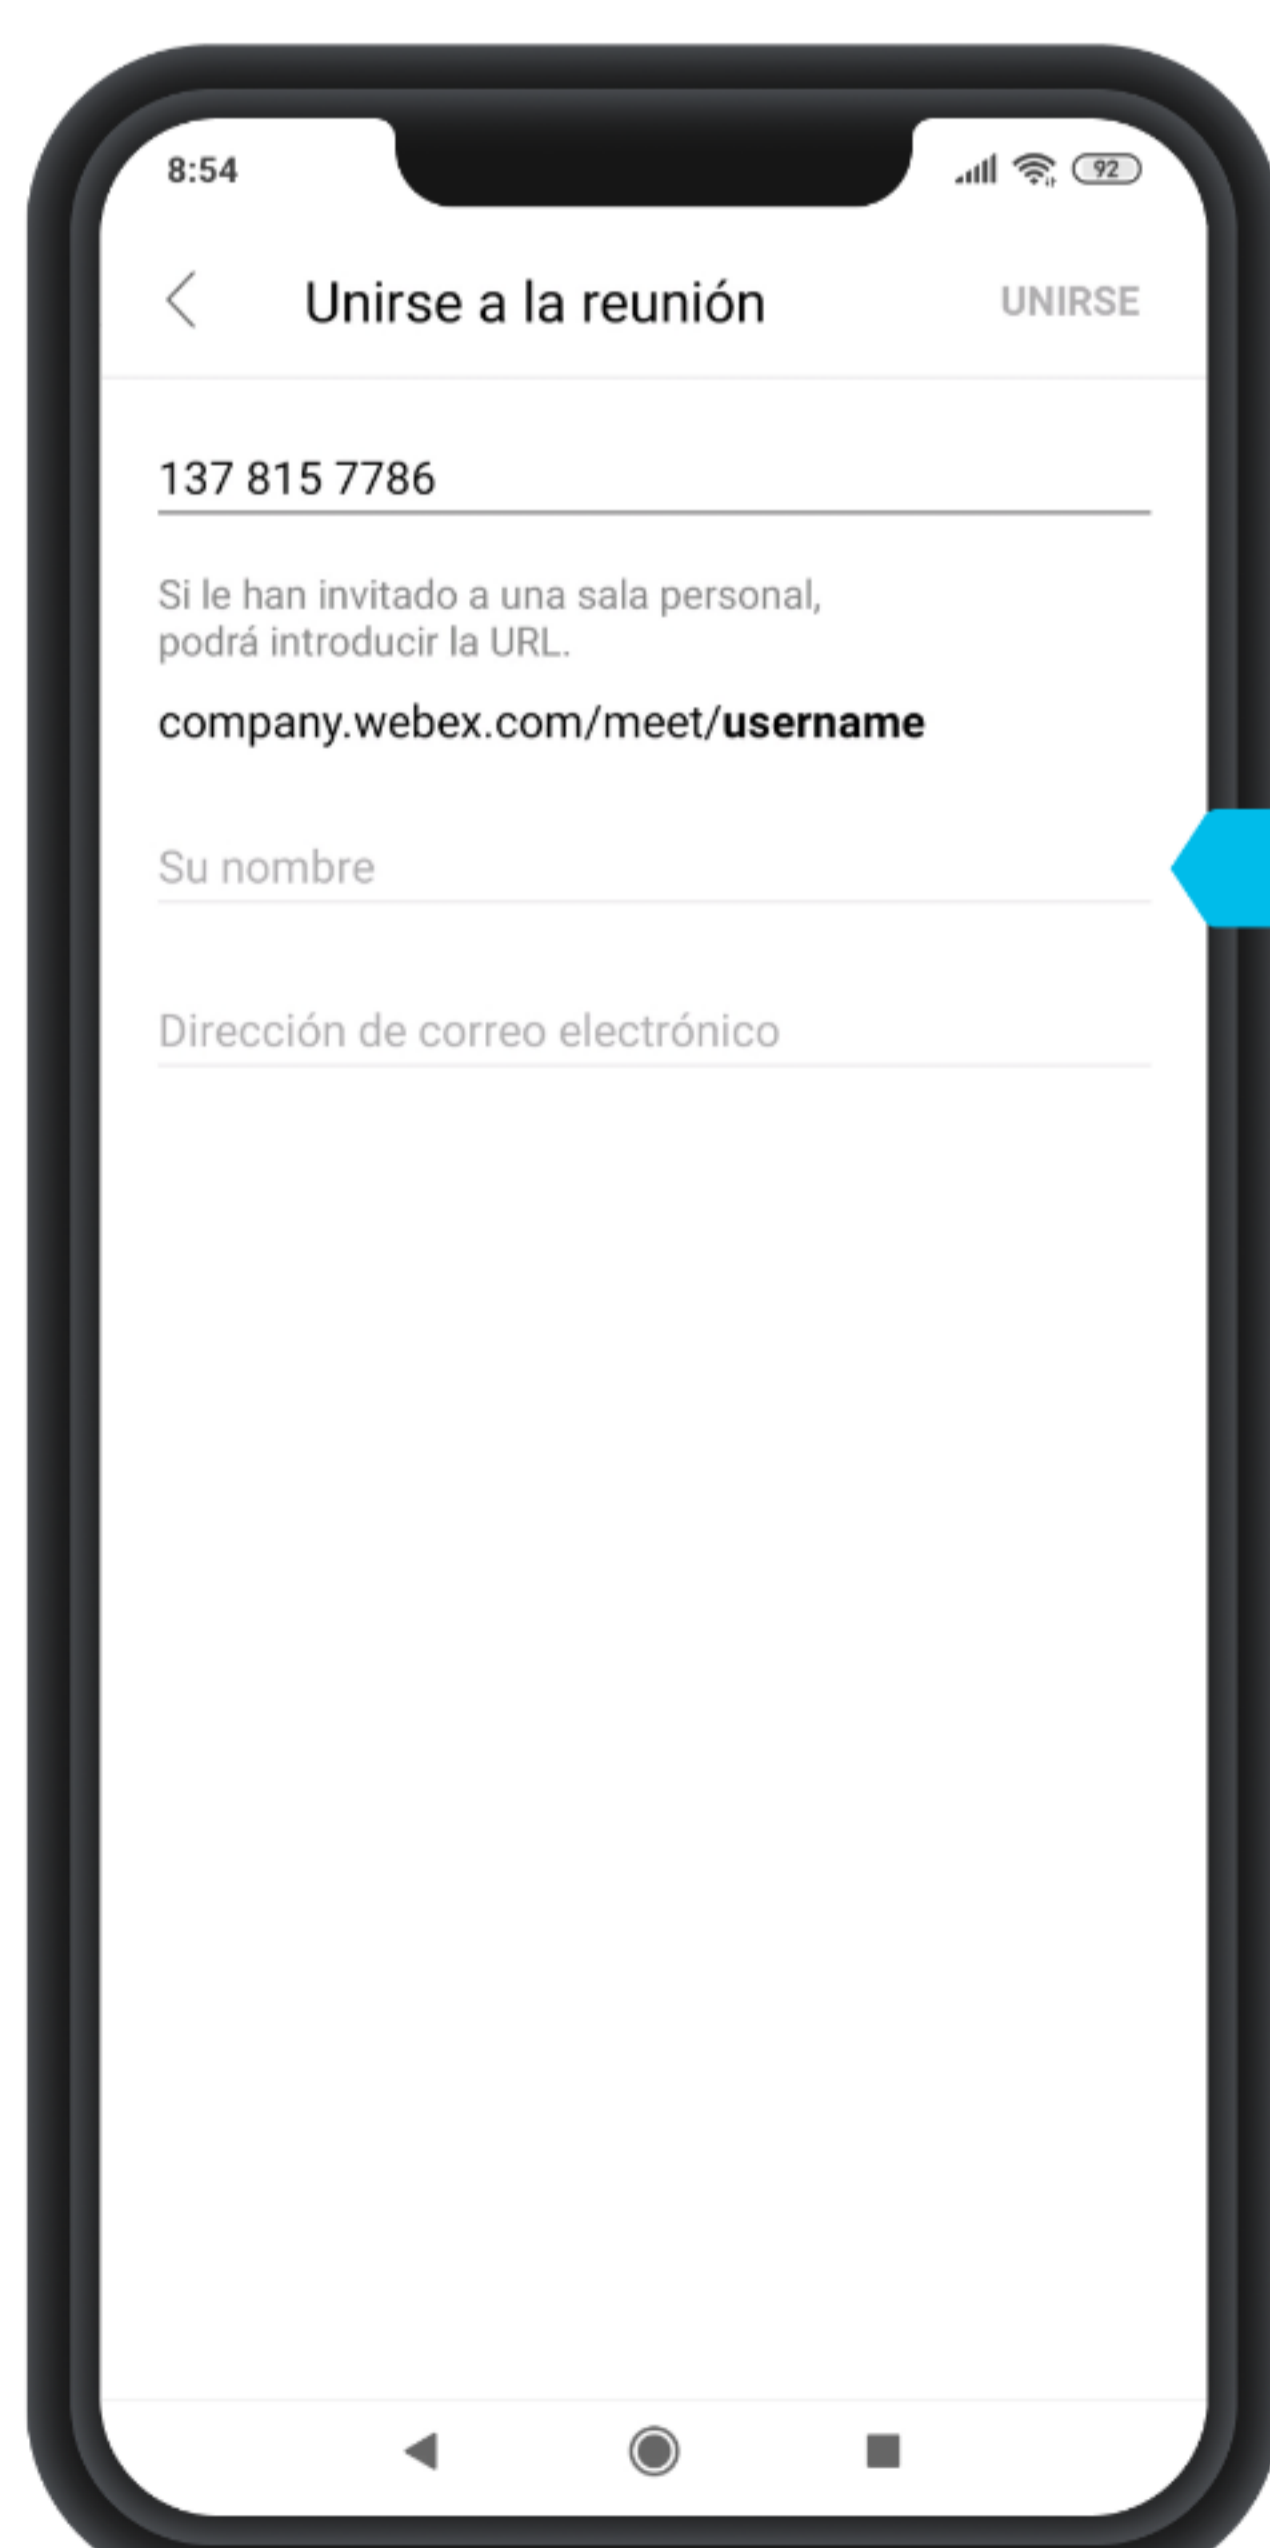 8:54
92
Unirse a la reunión
UNIRSE
137 815 7786
Si le han invitado a una sala personal,
podrá introducir la URL.
company.webex.com/meet/username
Su nombre
Dirección de correo electrónico